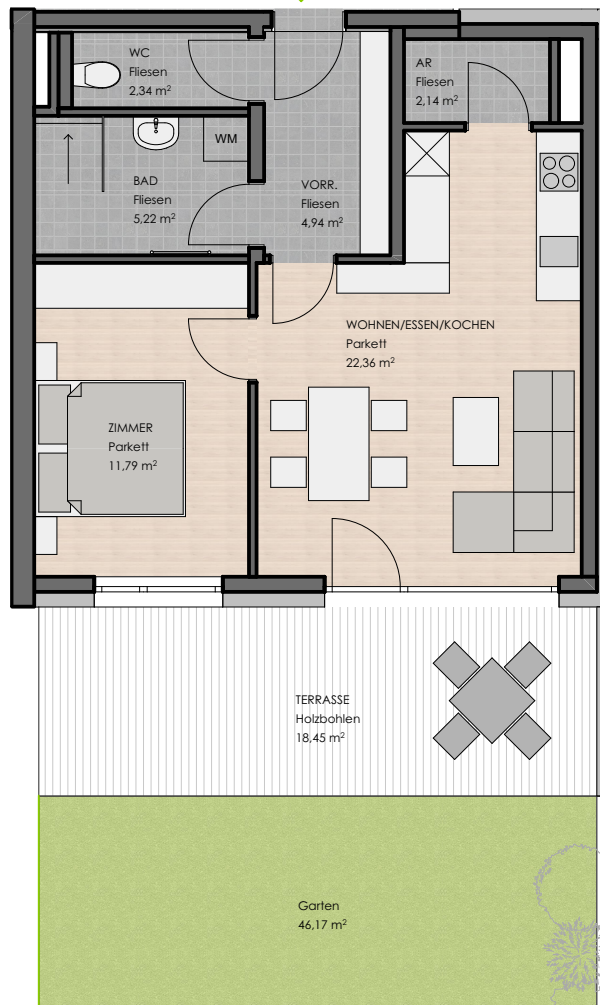 WC
Fliesen
2,34 m²
AR
Fliesen
2,14 m²
WM
BAD
Fliesen
5,22 m²
VORR.
Fliesen
4,94 m²
WOHNEN/ESSEN/KOCHEN
Parkett
22,36 m²
ZIMMER
Parkett
11,79 m²
TERRASSE
Holzbohlen
18,45 m²
Garten
46,17 m²